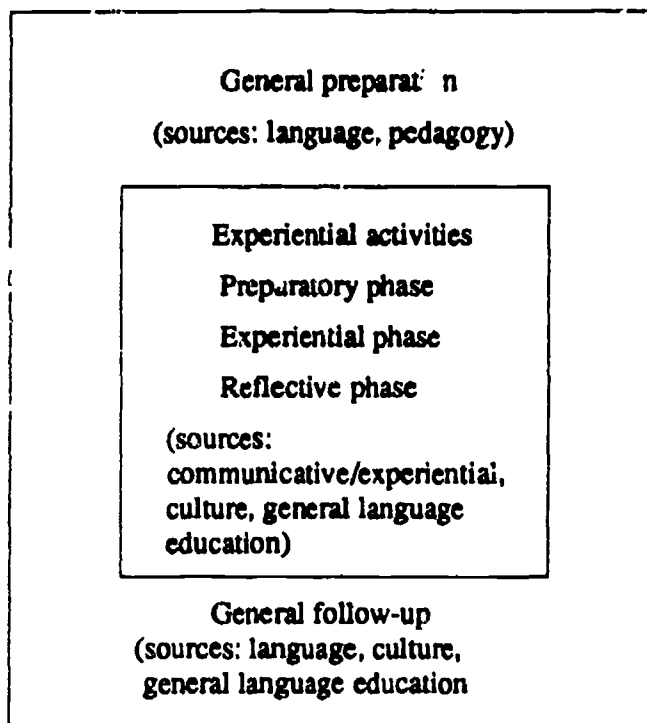 General preparat n
(sources: language, pedagogy)
Experiential activities
Preparatory phase
Experiential phase
Reflective phase
(sources:
communicative/experiential,
culture, general language
education)
General follow-up
(sources: language, culture,
general language education